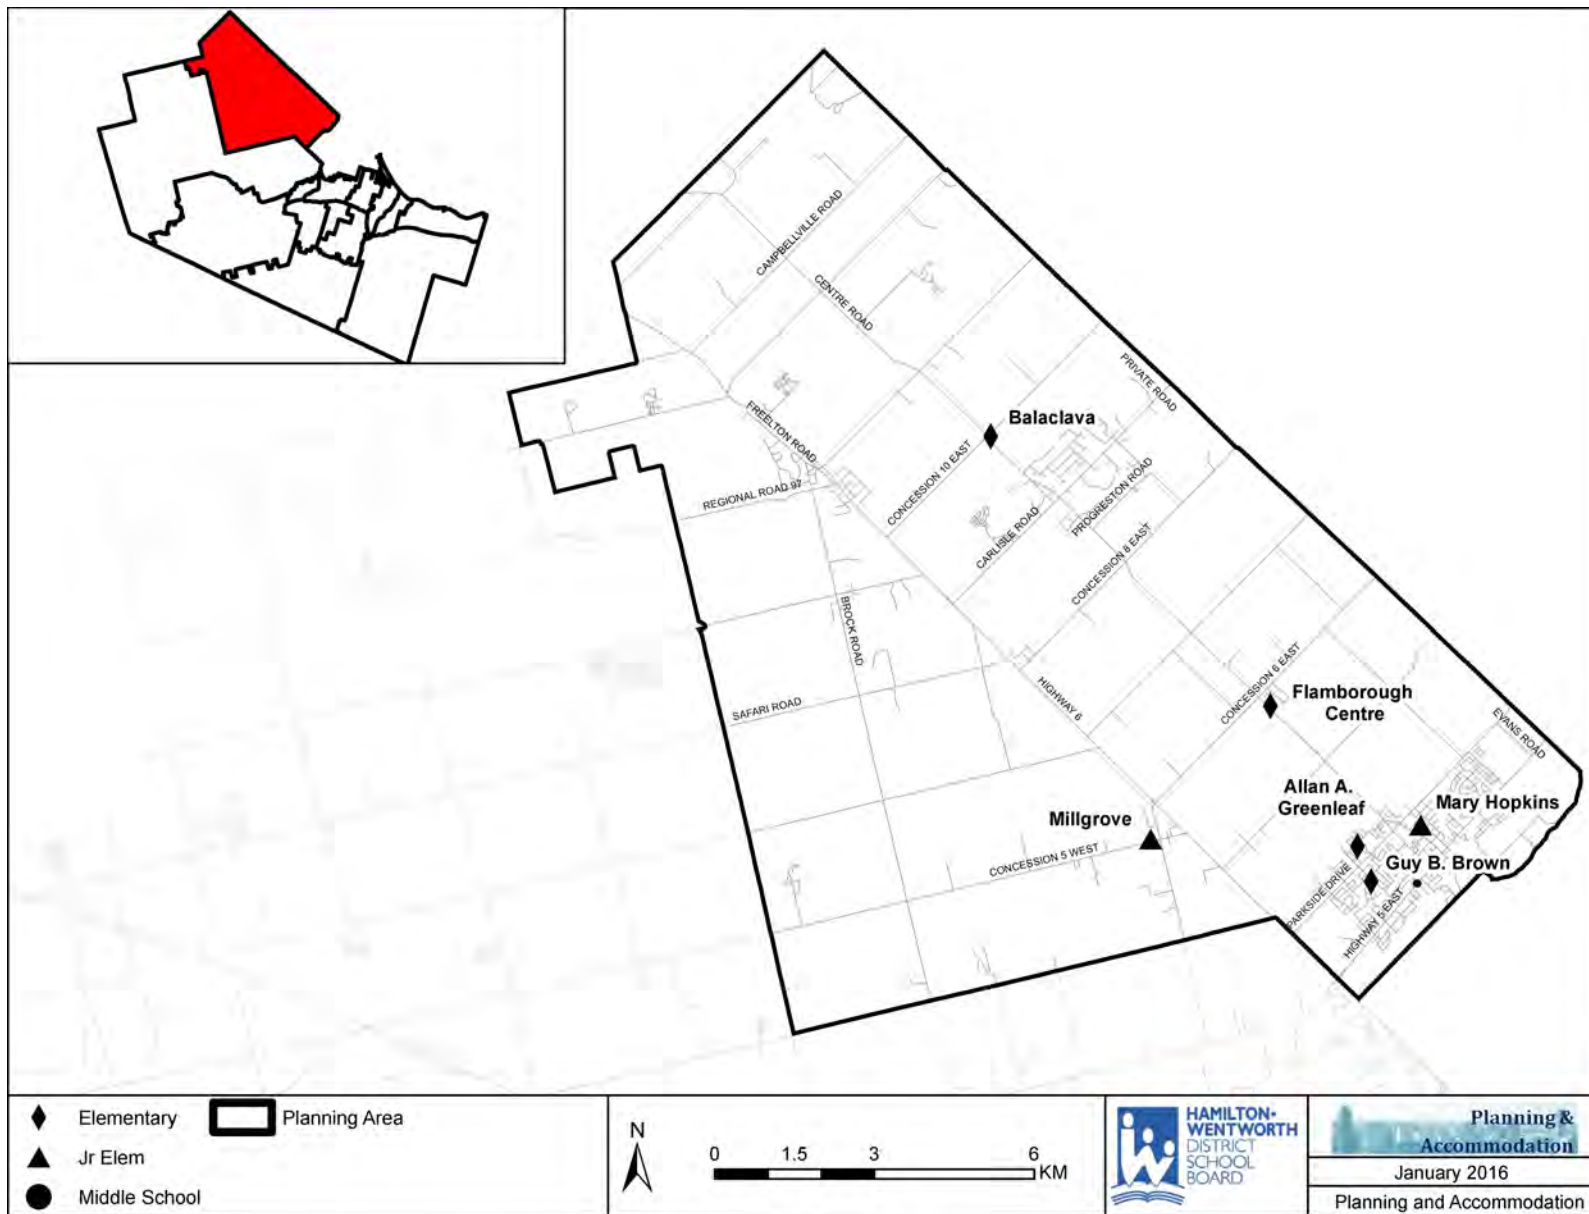 CAMPBELLVILLE ROAD
CENTRE ROAD
PRIVATE ROAD
FREELTON ROAD
Balaclava
CONCESSION 10 EAST
REGIONAL ROAD 97
PROGRESTON ROAD
CARLISLE ROAD
CONCESSION 8 EAST
BROCK ROAD
SAFARI ROAD
HIGHWAY 6
CONCESSION 6 EAST
Flamborough
Centre
EVANS ROAD
Allan A.
Greenleaf
Mary Hopkins
Millgrove
CONCESSION 5 WEST
Guy B. Brown
PARKSIDE DRIVE
HIGHWAY 5 EAST
Elementary
Planning Area
Jr Elem
Middle School
N
0 1.5 3 6
KM
HAMILTON-
WENTWORTH
DISTRICT
SCHOOL
BOARD
Planning &
Accommodation
January 2016
Planning and Accommodation